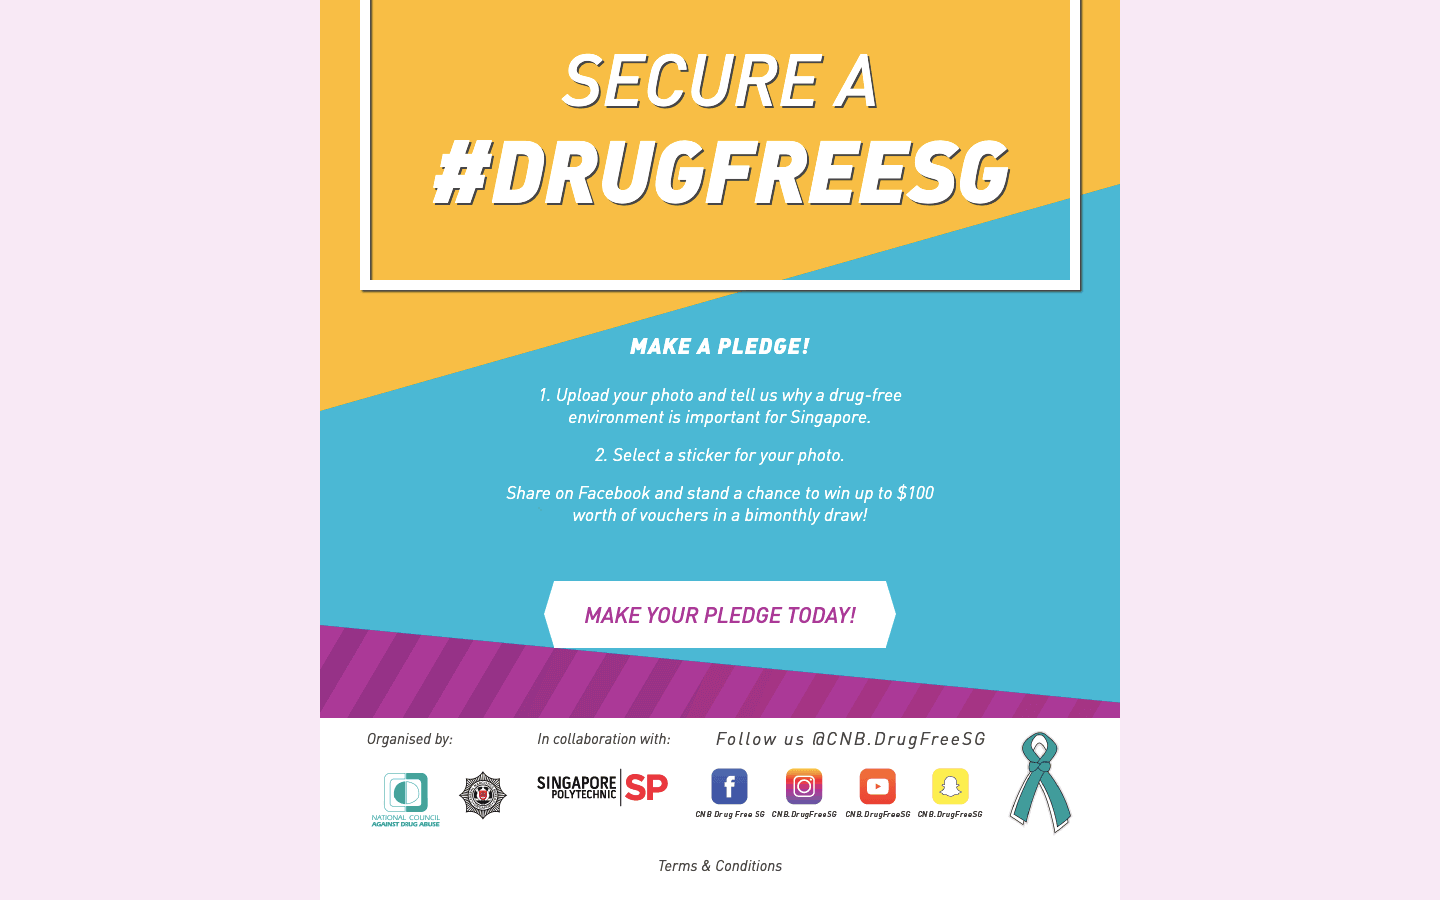 SECURE A
#DRUGFREESG
MAKE A PLEDGE!
1. Upload your photo and tell us why a drug-free
environment is important for Singapore.
2. Select a sticker for your photo.
Share on Facebook and stand a chance to win up to $100
worth of vouchers in a bimonthly draw!
MAKE YOUR PLEDGE TODAY!
Organised by:
In collaboration with:
Follow us @CNB.DrugFreeSG
NATIONAL COUNCIL
AGAINST DRUG ABUSE
SINGAPORE
POLYTECHNIC
SP
CNB Drug Free SG
CNB.DrugFreeSG
CNB.DrugFreeSG
CNB.DrugFreeSG
Terms & Conditions